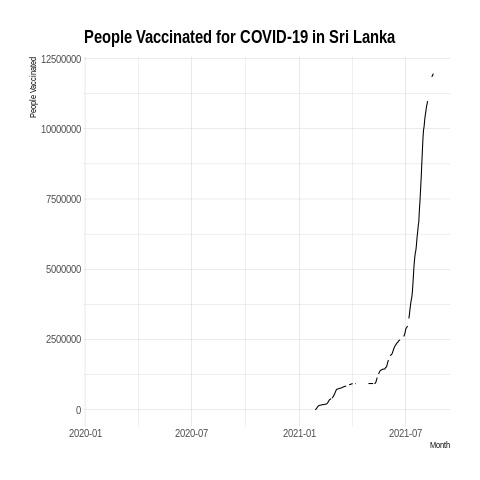 People Vaccinated for COVID-19 in Sri Lanka
People Vaccinated
12500000
10000000
7500000
5000000
2500000
0
2020-01 2020-07 2021-01 2021-07
Month